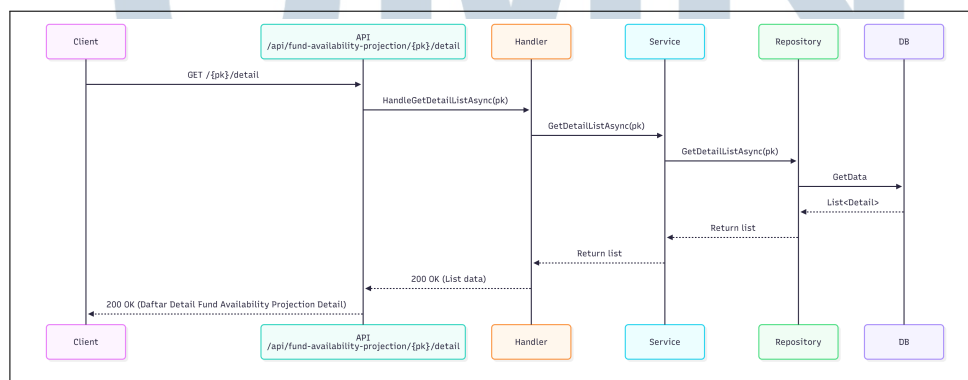 Client
API
/api/fund-availability-projection/{pk}/detail
Handler
Service
Repository
DB
GET /{pk}/detail
HandleGetDetailListAsync(pk)
GetDetailListAsync(pk)
GetDetailListAsync(pk)
GetData
List<Detail>
Return list
Return list
200 OK (List data)
200 OK (Daftar Detail Fund Availability Projection Detail)
Client
API
/api/fund-availability-projection/{pk}/detail
Handler
Service
Repository
DB